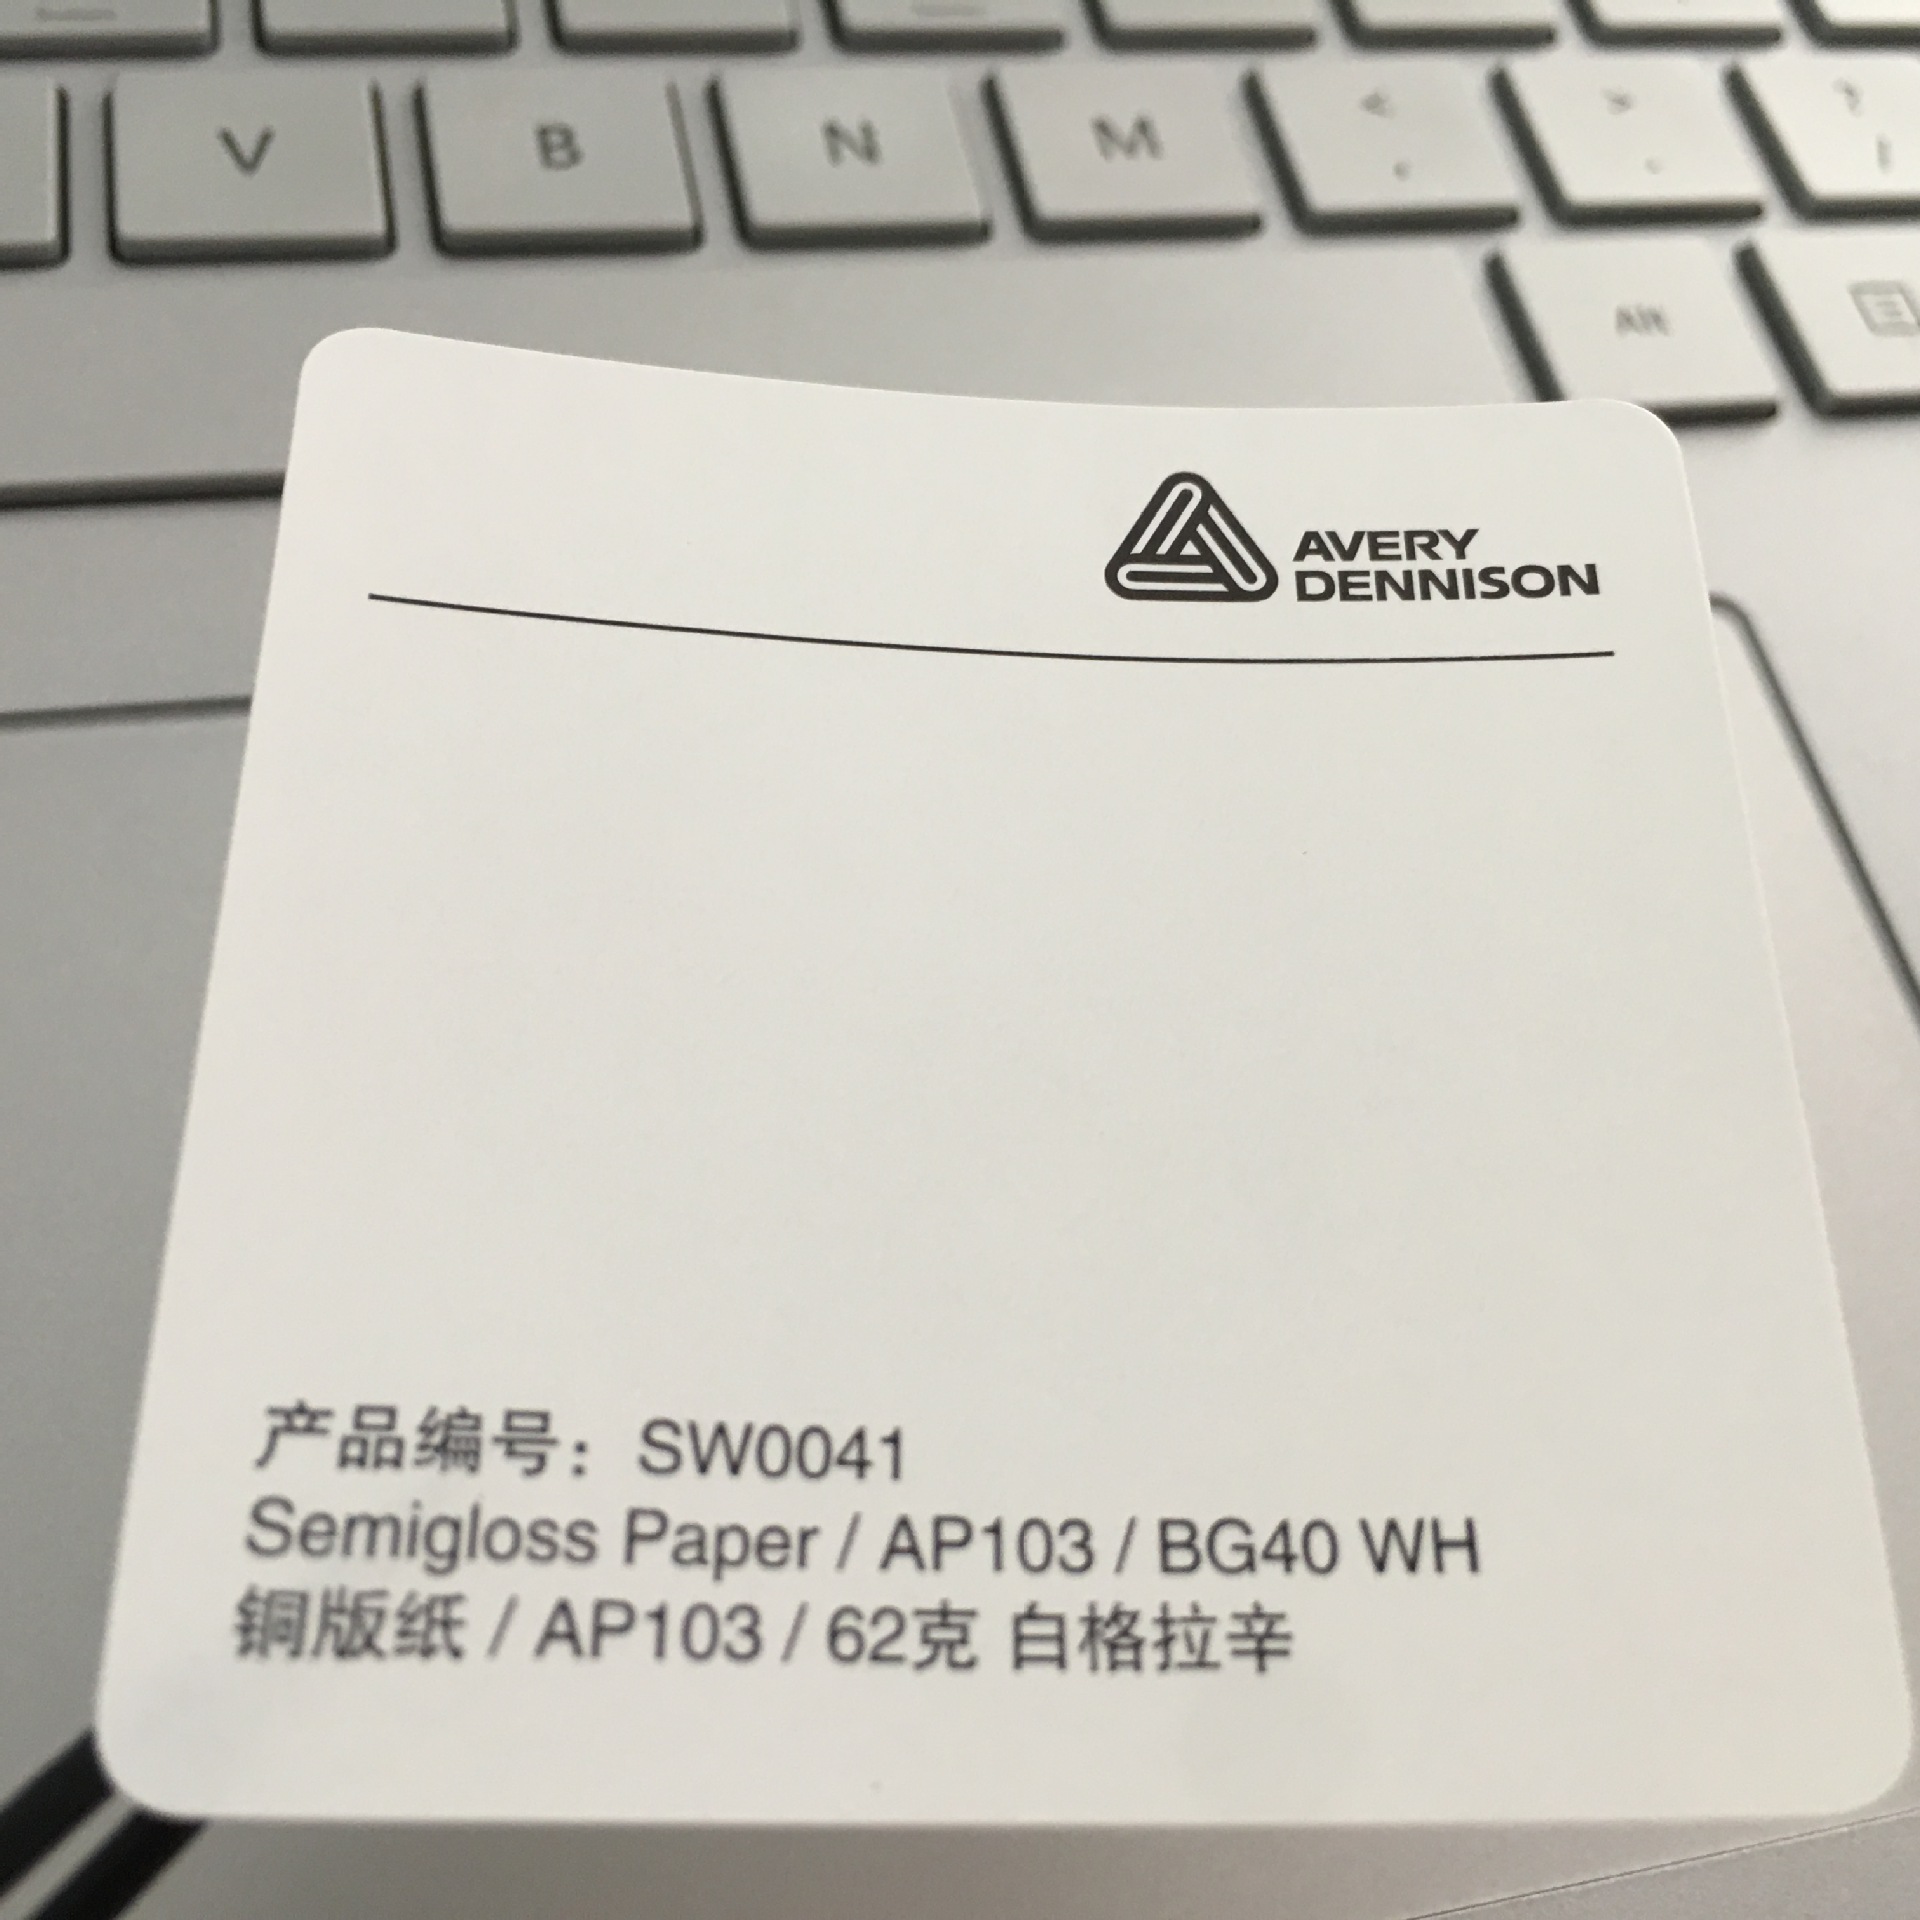 V B N M < , > . ?
Alt
AVERY
DENNISON
产品编号：SW0041
Semigloss Paper / AP103 / BG40 WH
铜版纸 / AP103 / 62克 白格拉辛